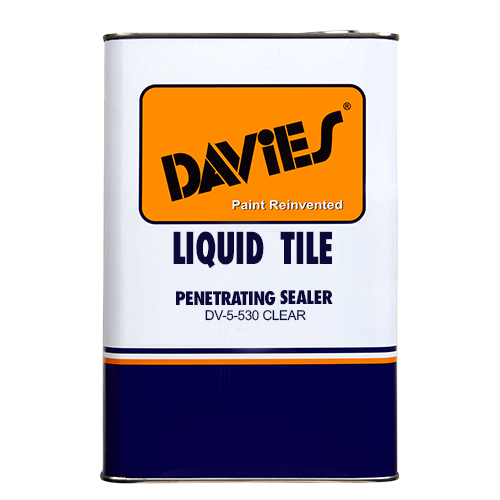 DAViES®
Paint Reinvented
LIQUID TILE
PENETRATING SEALER
DV-5-530 CLEAR